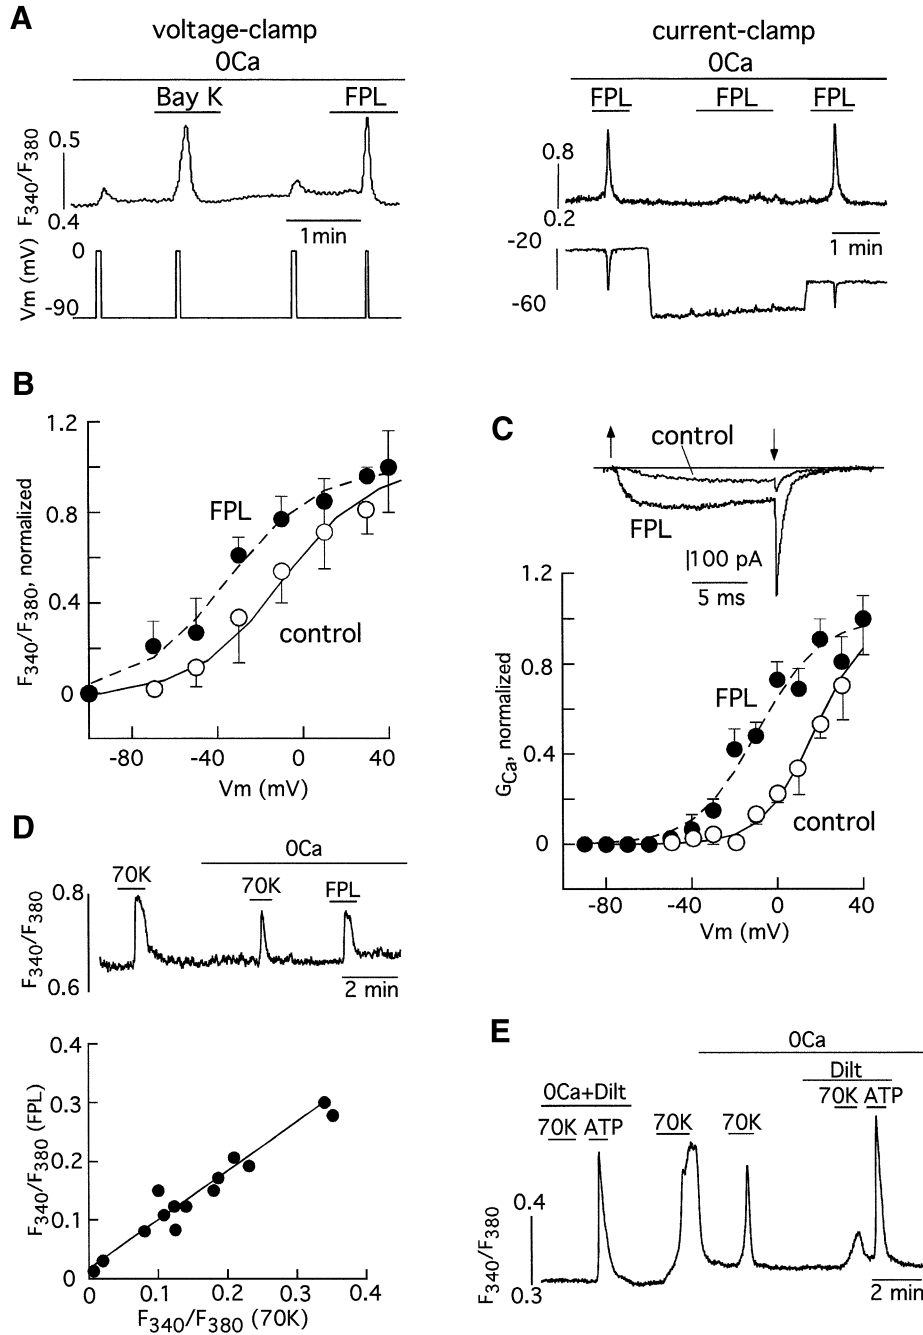 A
voltage-clamp
0Ca
Bay K
FPL
0.5
0.4
F340/F380
1min
0
-90
Vm (mV)
current-clamp
0Ca
FPL
FPL
FPL
0.8
0.2
-20
-60
1 min
B
1.2
0.8
0.4
0
F340/F380, normalized
FPL
control
-80
-40
0
40
Vm (mV)
C
control
FPL
100 pA
5 ms
1.2
0.8
0.4
0
GCa, normalized
FPL
control
-80
-40
0
40
Vm (mV)
D
0Ca
70K
70K
FPL
0.8
0.6
F340/F380
2 min
0.4
0.3
0.2
0.1
0
F340/F380 (FPL)
0
0.1
0.2
0.3
0.4
F340/F380 (70K)
E
0Ca
Dilt
0Ca+Dilt
70K ATP
70K
70K
70K ATP
0.4
0.3
F340/F380
2 min